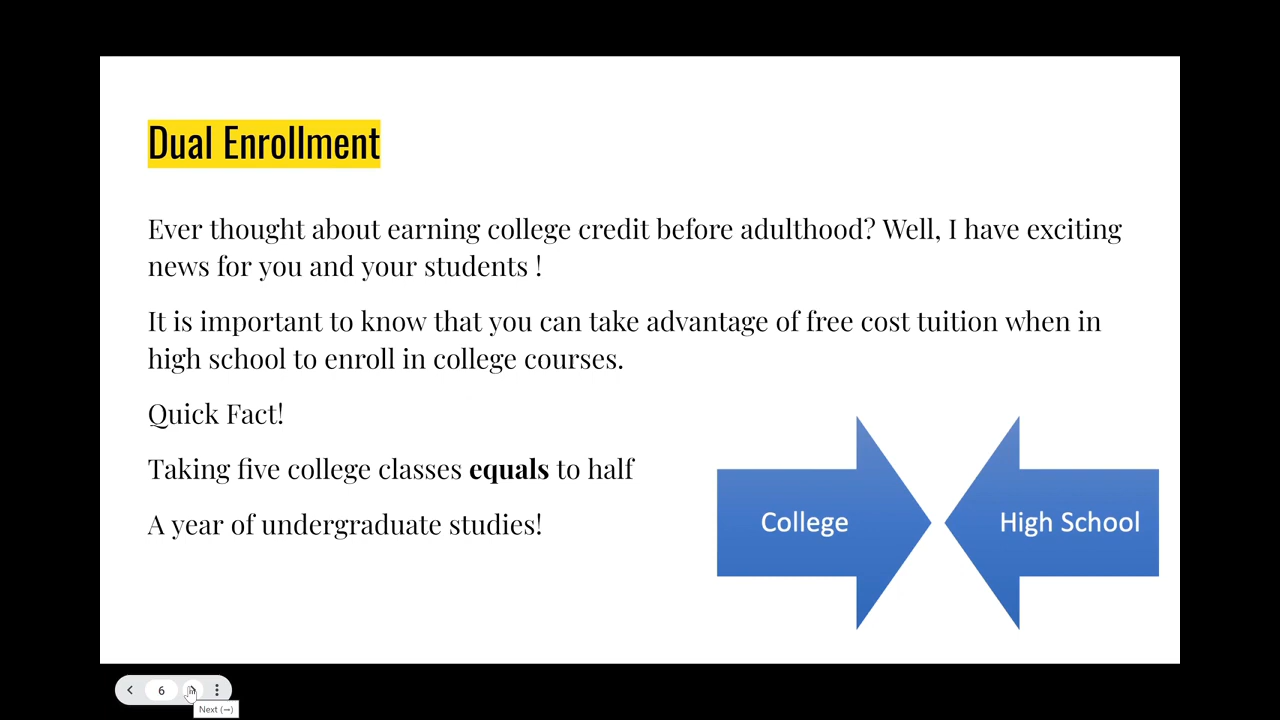 Dual Enrollment
Ever thought about earning college credit before adulthood? Well, I have exciting
news for you and your students !
It is important to know that you can take advantage of free cost tuition when in
high school to enroll in college courses.
Quick Fact!
Taking five college classes equals to half
A year of undergraduate studies!
College
High School
6
Next (→)